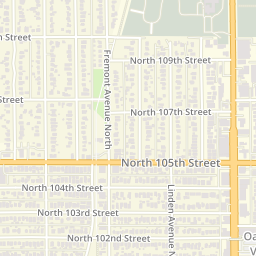 h Street
North 109th Street
h Street
North 107th Street
Fremont Avenue North
North 105th Street
North 104th Street
Linden Avenue N
North 103rd Street
North 102nd Street
Oa
V